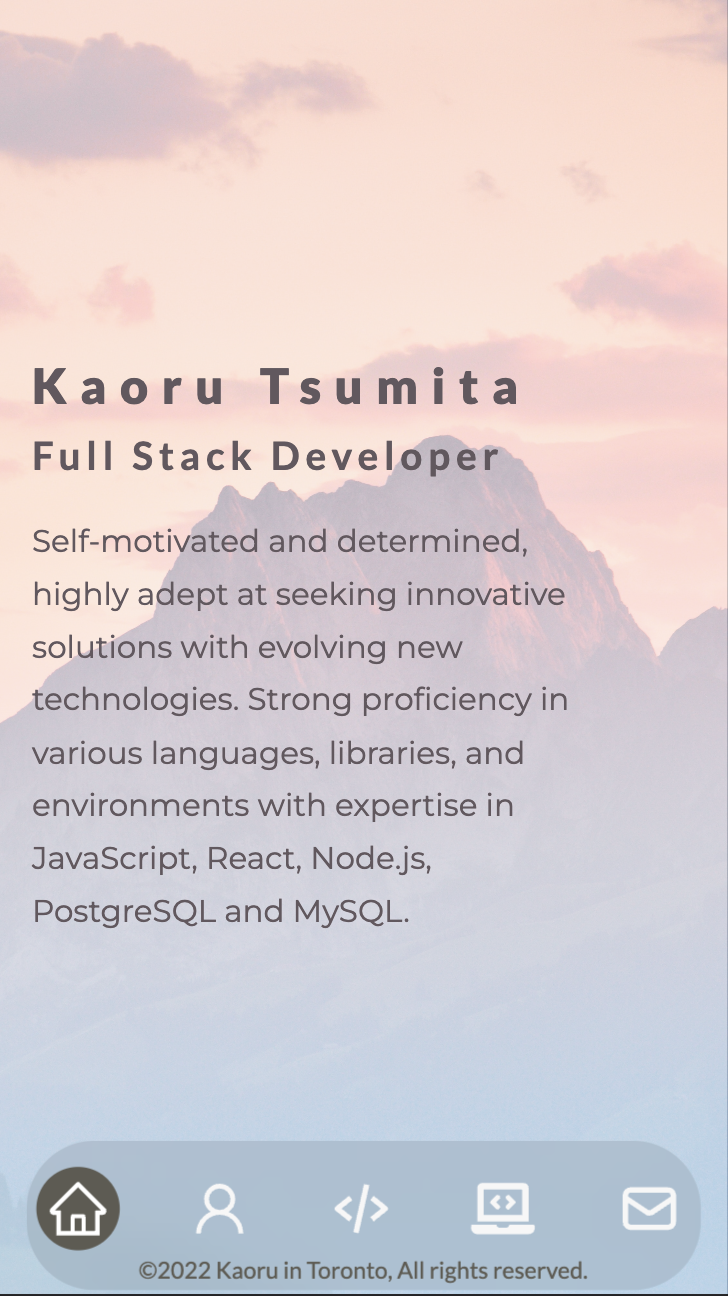 Kaoru Tsumita
Full Stack Developer
Self-motivated and determined,
highly adept at seeking innovative
solutions with evolving new
technologies. Strong proficiency in
various languages, libraries, and
environments with expertise in
JavaScript, React, Node.js,
PostgreSQL and MySQL.
©2022 Kaoru in Toronto, All rights reserved.